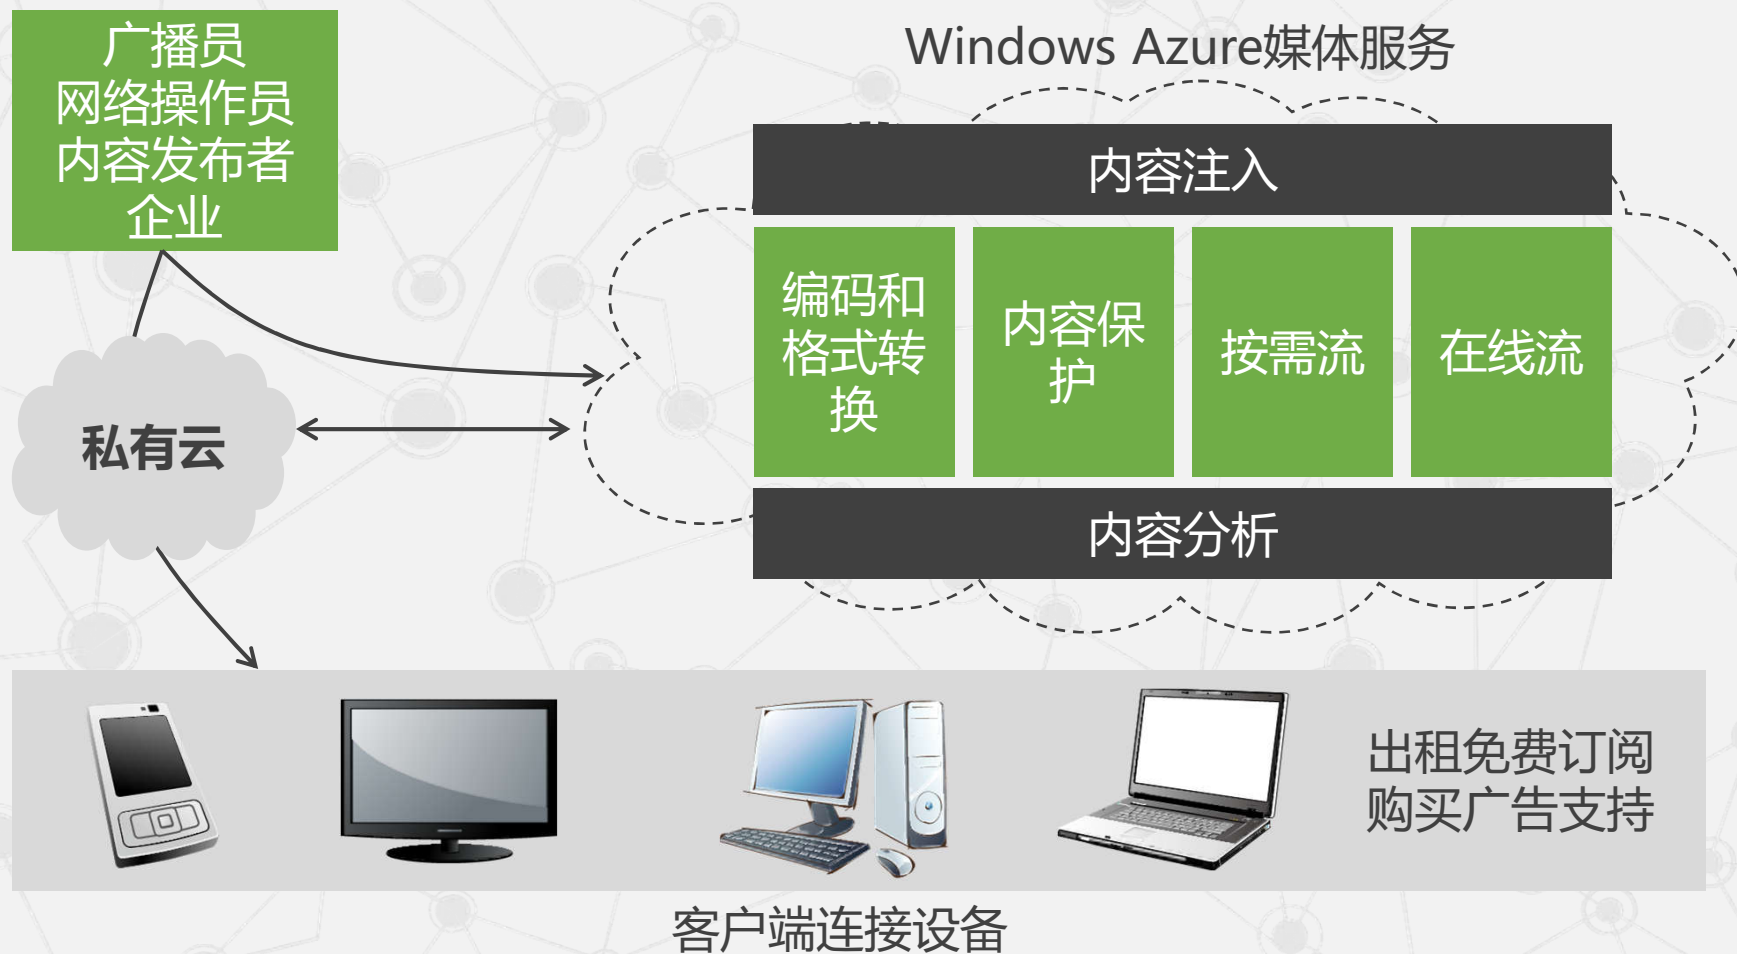 广播员
网络操作员
内容发布者
企业
Windows Azure媒体服务
内容注入
编码和
格式转
换
内容保
护
按需流
在线流
私有云
内容分析
出租免费订阅
购买广告支持
客户端连接设备